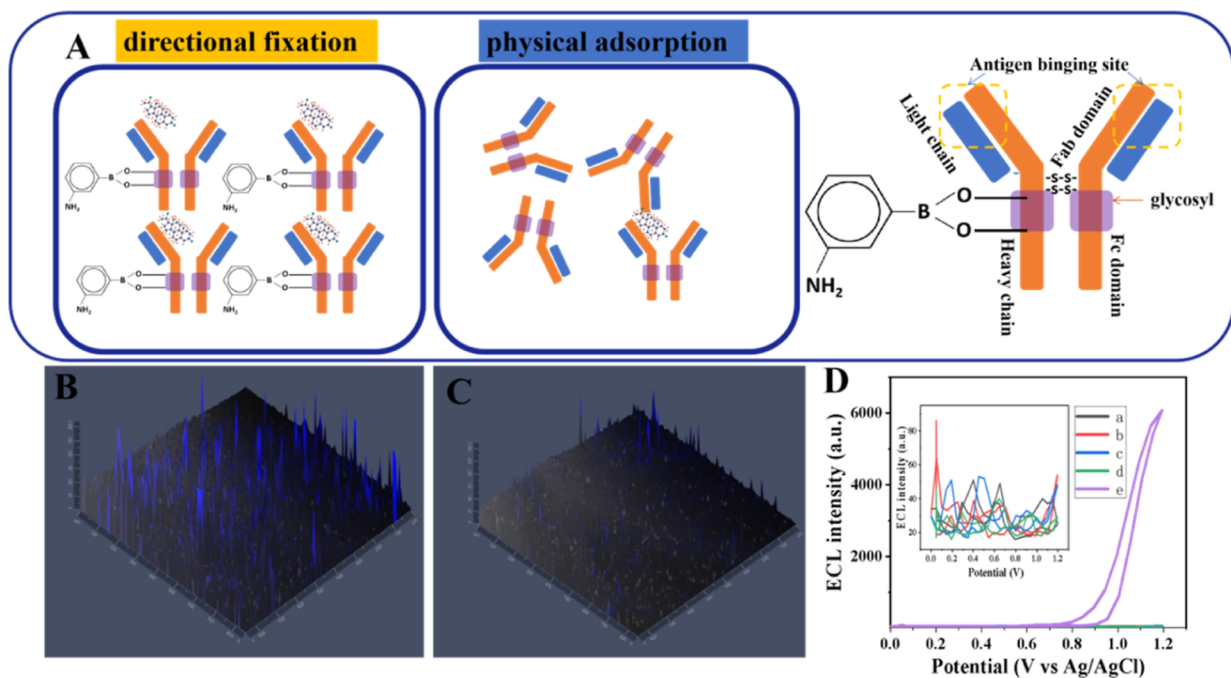 A
directional fixation
physical adsorption
Antigen binging site
Light chain
Fab domain
-S-S-
-S-S-
glycosyl
Heavy chain
Fc domain
B
O
O
NH2
B
O
O
NH2
B
O
O
NH2
B
O
O
NH2
B
O
O
NH2
B
C
D
ECL intensity (a.u.)
6000
4000
2000
0
0.0 0.2 0.4 0.6 0.8 1.0 1.2
Potential (V vs Ag/AgCl)
ECL intensity (a.u.)
100
80
60
40
20
0.0 0.2 0.4 0.6 0.8 1.0 1.2
Potential (V)
a
b
c
d
e